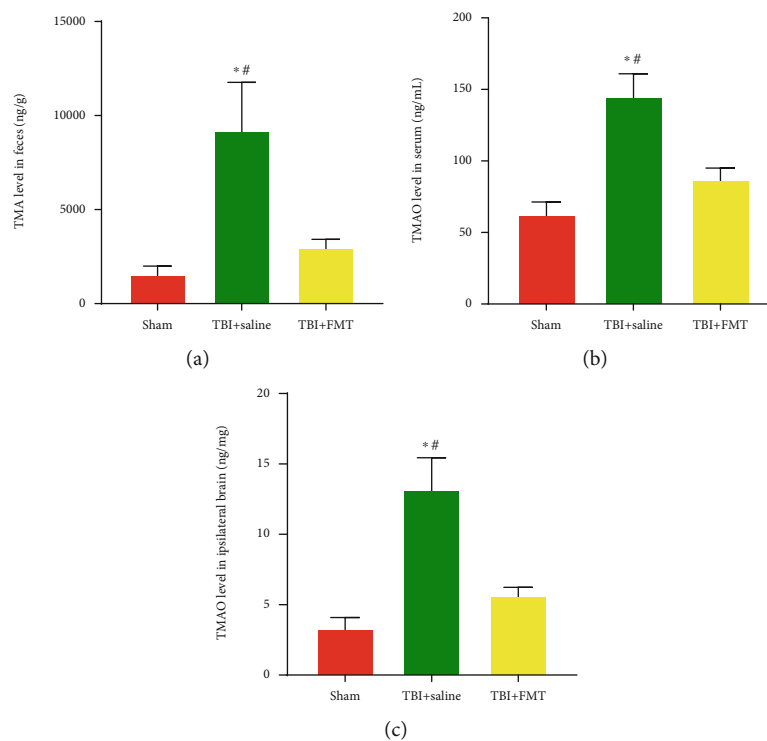 TMA level in feces (ng/g)
15000
10000
5000
0
* #
Sham
TBI+saline
TBI+FMT
(a)
TMAO level in serum (ng/mL)
200
150
100
50
0
* #
Sham
TBI+saline
TBI+FMT
(b)
TMAO level in ipsilateral brain (ng/mg)
20
15
10
5
0
* #
Sham
TBI+saline
TBI+FMT
(c)